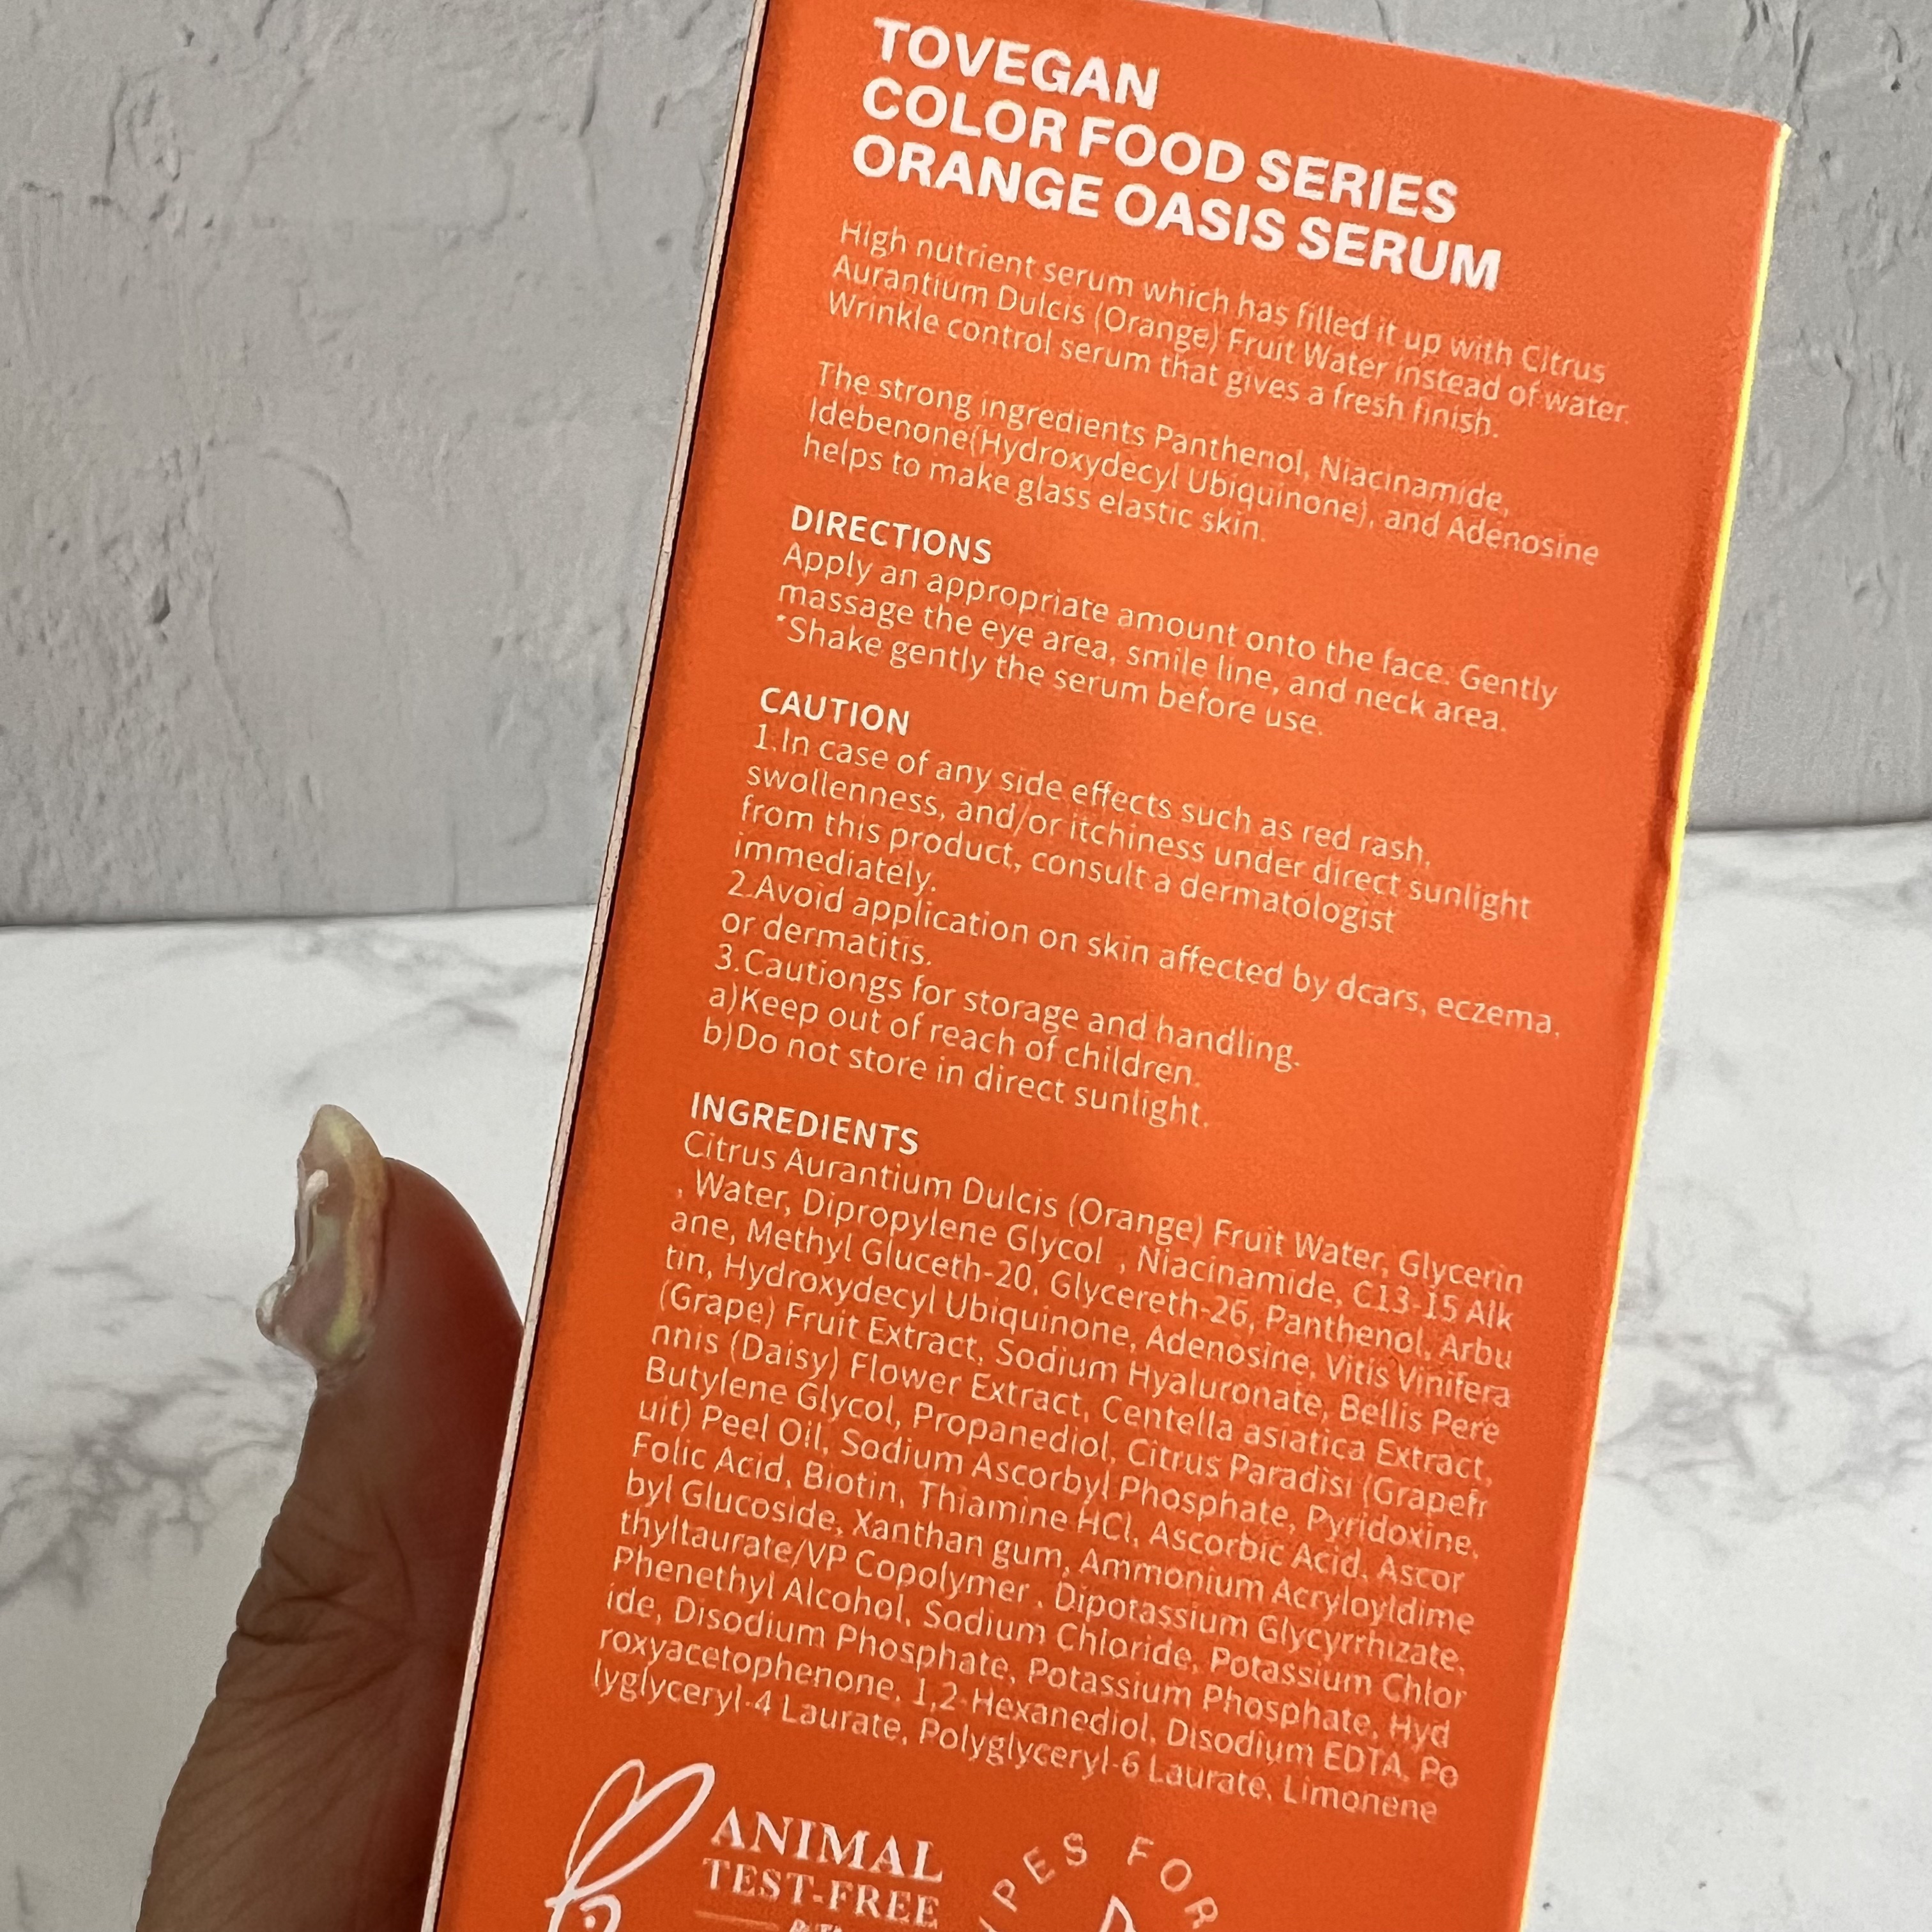 TOVEGAN
COLOR FOOD SERIES
ORANGE OASIS SERUM
High nutrient serum which has filled it up with Citrus
Aurantium Dulcis (Orange) Fruit Water instead of water.
Wrinkle control serum that gives a fresh finish.
The strong ingredients Panthenol, Niacinamide,
Idebenone(Hydroxydecyl Ubiquinone), and Adenosine
helps to make glass elastic skin.
DIRECTIONS
Apply an appropriate amount onto the face. Gently
massage the eye area, smile line, and neck area.
*Shake gently the serum before use.
CAUTION
1.In case of any side effects such as red rash,
swollenness, and/or itchiness under direct sunlight
from this product, consult a dermatologist
immediately.
2.Avoid application on skin affected by dcars, eczema,
or dermatitis.
3.Cautiongs for storage and handling.
a)Keep out of reach of children.
b)Do not store in direct sunlight.
INGREDIENTS
Citrus Aurantium Dulcis (Orange) Fruit Water, Glycerin
, Water, Dipropylene Glycol , Niacinamide, C13-15 Alk
ane, Methyl Gluceth-20, Glycereth-26, Panthenol, Arbu
tin, Hydroxydecyl Ubiquinone, Adenosine, Vitis Vinifera
(Grape) Fruit Extract, Sodium Hyaluronate, Bellis Pere
nnis (Daisy) Flower Extract, Centella asiatica Extract,
Butylene Glycol, Propanediol, Citrus Paradisi (Grapefr
uit) Peel Oil, Sodium Ascorbyl Phosphate, Pyridoxine,
Folic Acid, Biotin, Thiamine HCl, Ascorbic Acid, Ascor
byl Glucoside, Xanthan gum, Ammonium Acryloyldime
thyltaurate/VP Copolymer , Dipotassium Glycyrrhizate,
Phenethyl Alcohol, Sodium Chloride, Potassium Chlor
ide, Disodium Phosphate, Potassium Phosphate, Hyd
roxyacetophenone, 1,2-Hexanediol, Disodium EDTA, Po
lyglyceryl-4 Laurate, Polyglyceryl-6 Laurate, Limonene
ANIMAL
TEST-FREE
FOR